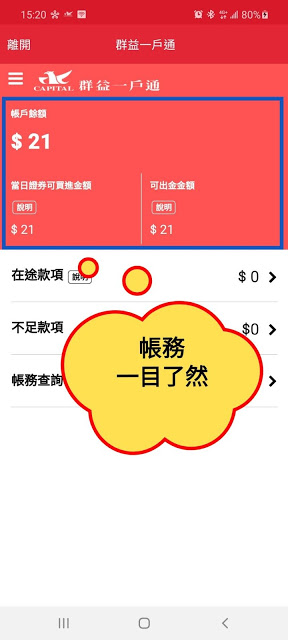 15:20 80%
離開 群益一戶通
CAPITAL 群益一戶通
帳戶餘額
$ 21
當日證券可買進金額 可出金金額
說明 說明
$ 21 $ 21
在途款項 說明 $ 0
不足款項 $0
帳務查詢
帳務
一目了然